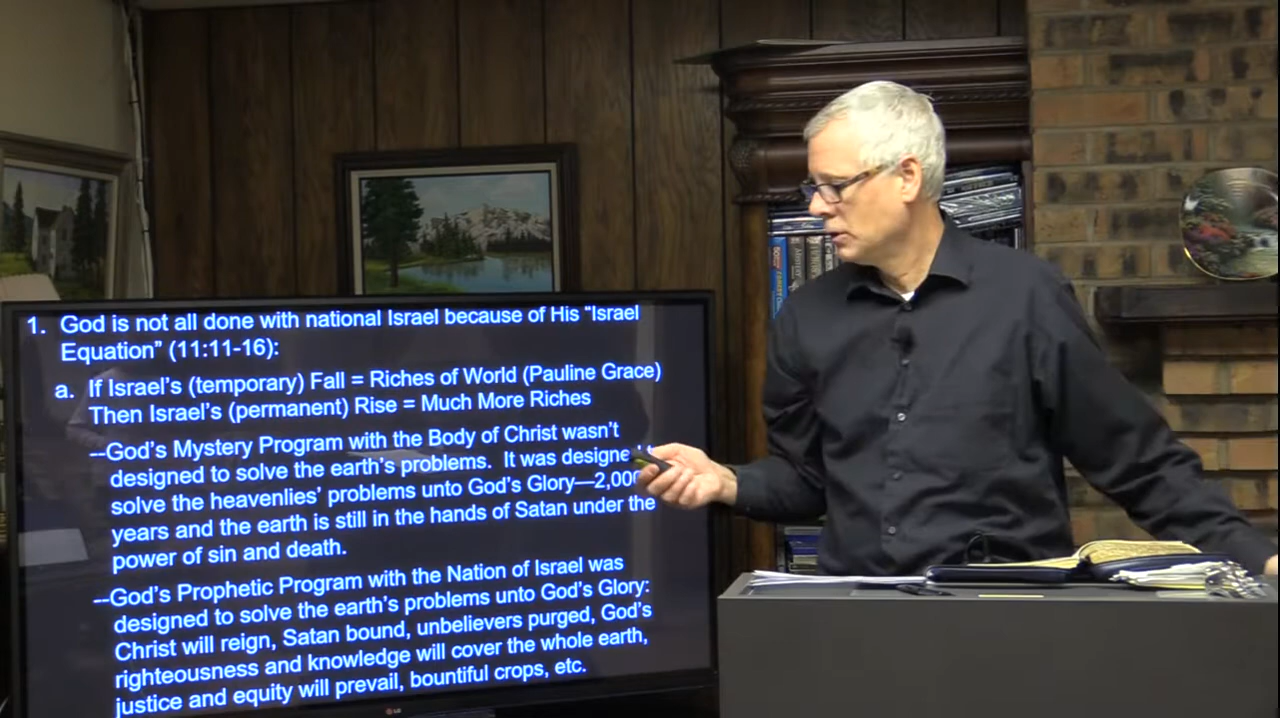 1. God is not all done with national Israel because of His “Israel
Equation” (11:11-16):
a. If Israel’s (temporary) Fall = Riches of World (Pauline Grace)
Then Israel’s (permanent) Rise = Much More Riches
--God’s Mystery Program with the Body of Christ wasn’t
designed to solve the earth’s problems. It was
solve the heavenlies’ problems unto God’s Glory—
years and the earth is still in the hands of Satan under the
power of sin and death.
--God’s Prophetic Program with the Nation of Israel was
designed to solve the earth’s problems unto God’s Glory:
Christ will reign, Satan bound, unbelievers purged, God’s
righteousness and knowledge will cover the whole earth,
justice and equity will prevail, bountiful crops, etc.
LG